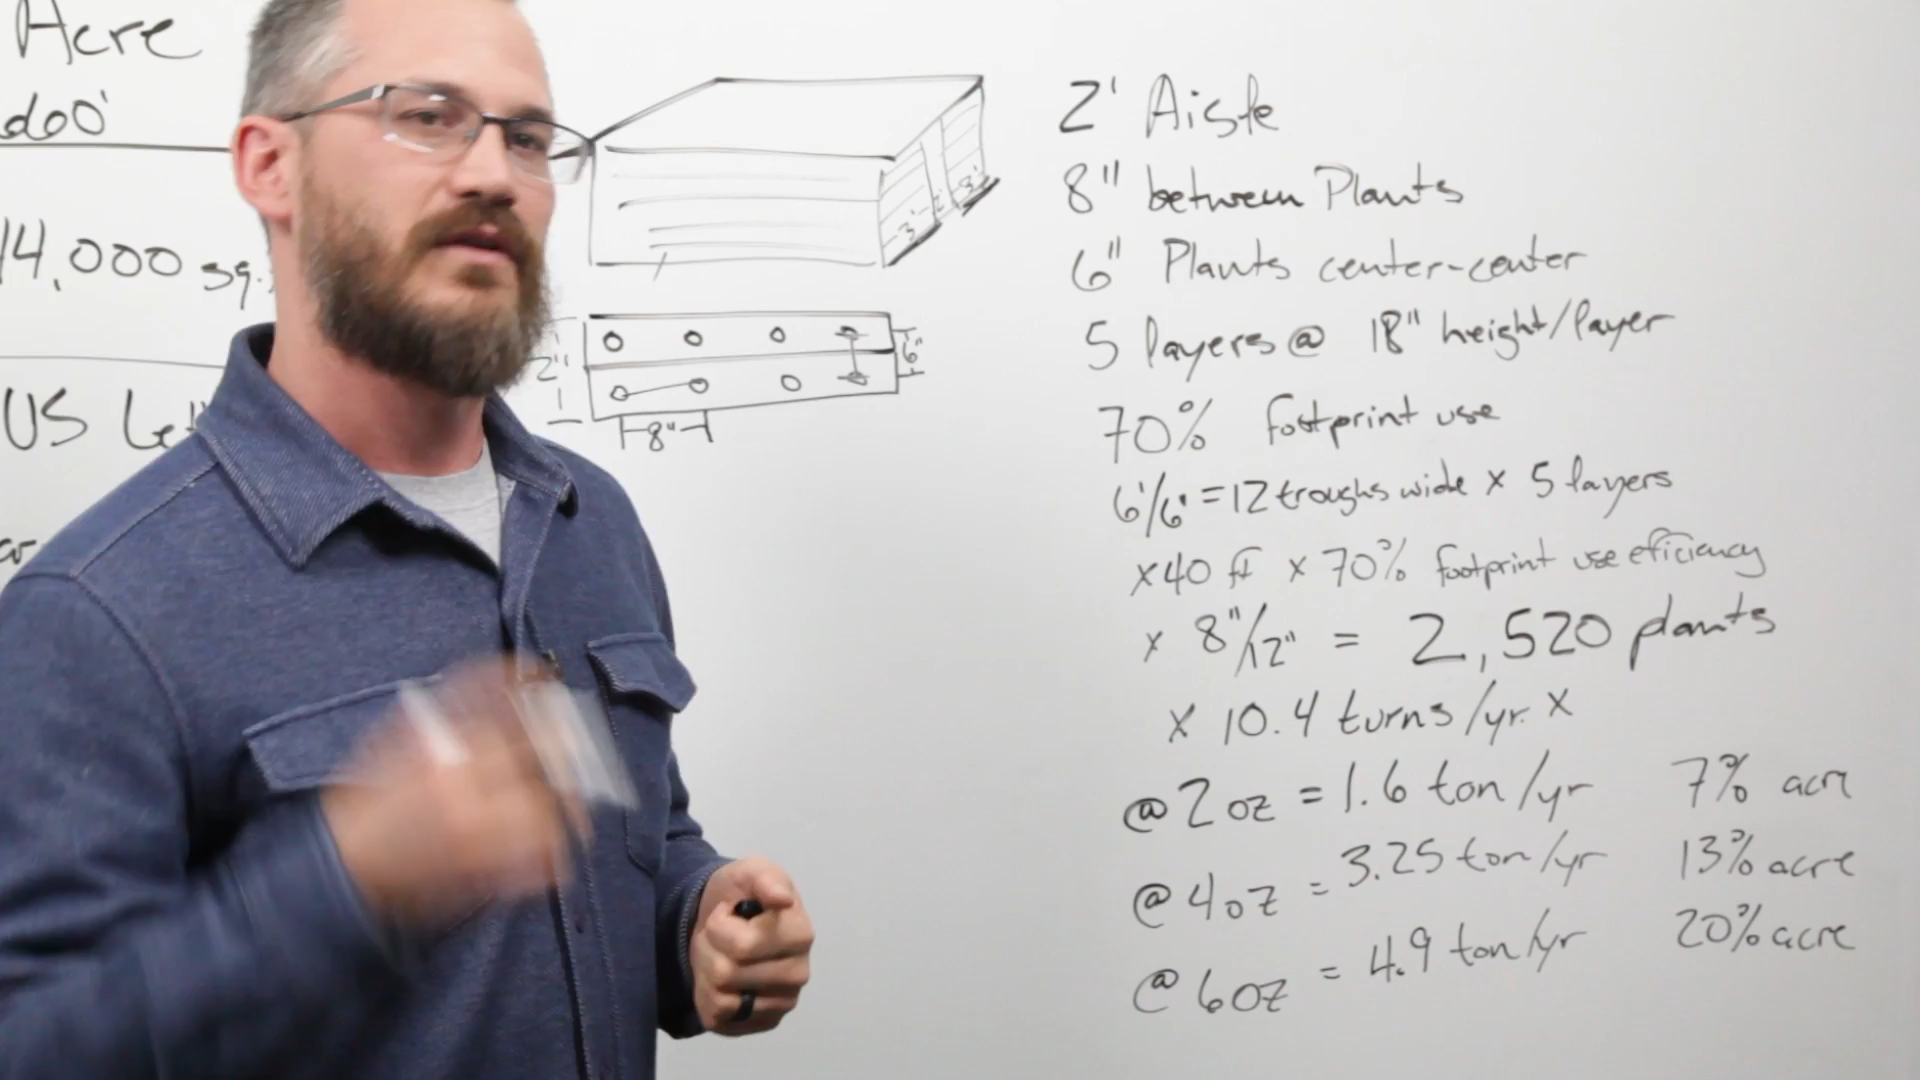 Acre
14,000 sq.
US
3' 2' 3'
2'
6"
8"
2' Aisle
8" between Plants
6" Plants center-center
5 layers @ 18" height/layer
70% footprint use
6'/6" = 12 troughs wide x 5 layers
x 40 ft x 70% footprint use efficiency
x 8"/12" = 2,520 plants
x 10.4 turns/yr. x
@ 2 oz = 1.6 ton/yr 7% acre
@ 4 oz = 3.25 ton/yr 13% acre
@ 6 oz = 4.9 ton/yr 20% acre